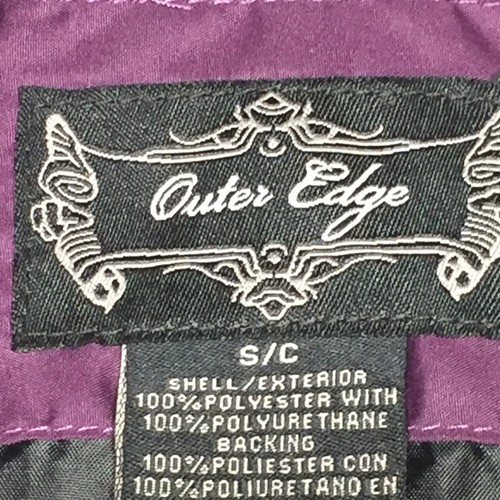 Outer Edge
S/C
SHELL/EXTERIOR
100%POLYESTER WITH
100%POLYURETHANE
BACKING
100%POLIESTER CON
100%POLIURETANO EN